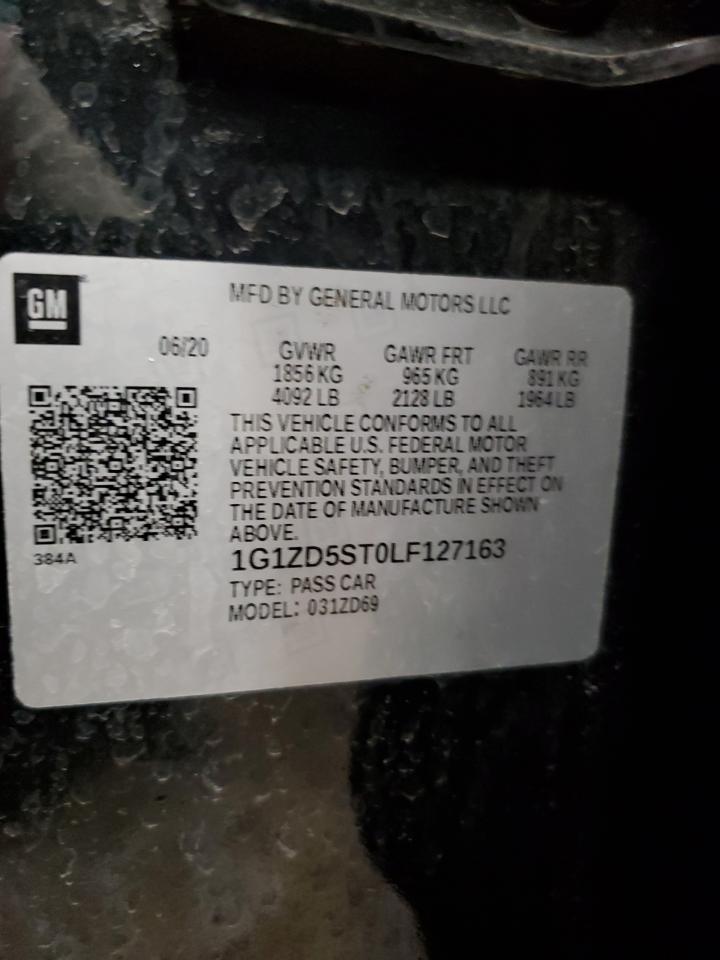 GM
MFD BY GENERAL MOTORS LLC
06/20
GVWR GAWR FRT GAWR RR
1856 KG 965 KG 891 KG
4092 LB 2128 LB 1964 LB
THIS VEHICLE CONFORMS TO ALL
APPLICABLE U.S. FEDERAL MOTOR
VEHICLE SAFETY, BUMPER, AND THEFT
PREVENTION STANDARDS IN EFFECT ON
THE DATE OF MANUFACTURE SHOWN
ABOVE.
384A
1G1ZD5ST0LF127163
TYPE: PASS CAR
MODEL: 031ZD69